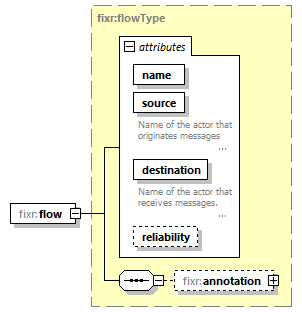 fixr:flowType
attributes
name
source
Name of the actor that
originates messages
...
destination
Name of the actor that
receives messages.
...
reliability
fixr:flow
fixr:annotation